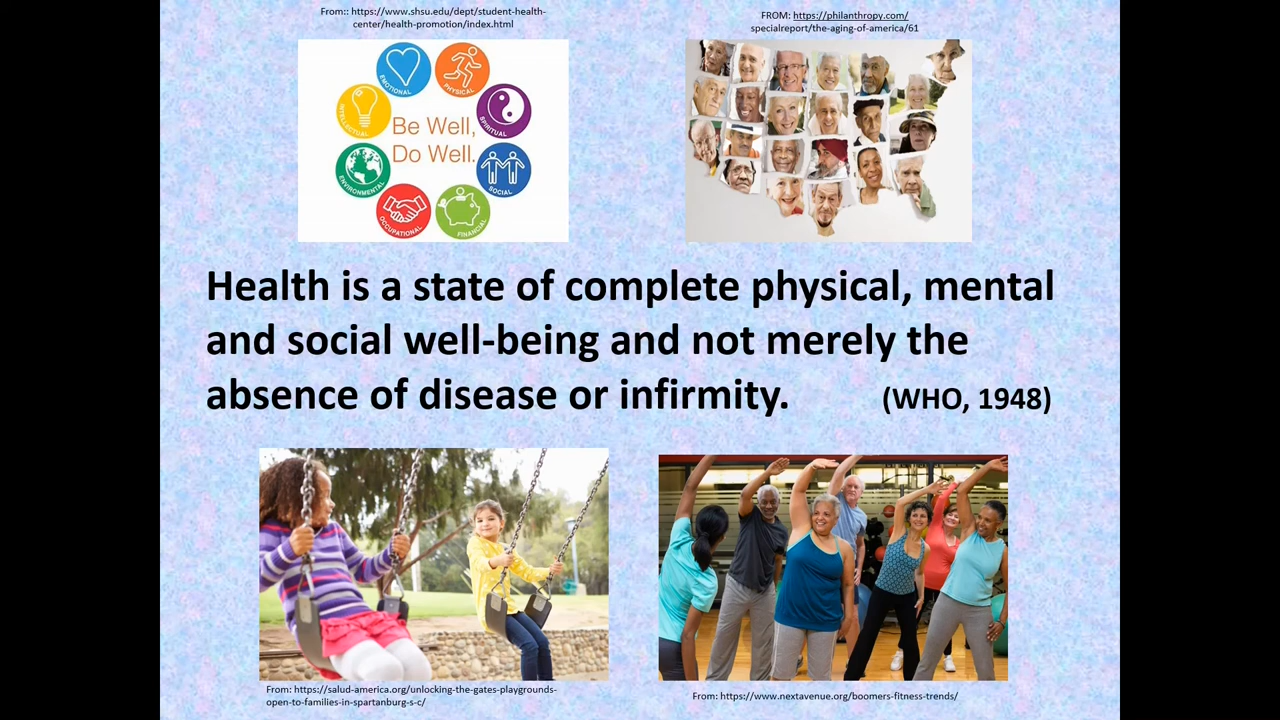 From:: https://www.shsu.edu/dept/student-health-
center/health-promotion/index.html
FROM: https://philanthropy.com/
specialreport/the-aging-of-america/61
EMOTIONAL
PHYSICAL
INTELLECTUAL
SPIRITUAL
Be Well,
Do Well.
ENVIRONMENTAL
SOCIAL
OCCUPATIONAL
FINANCIAL
Health is a state of complete physical, mental
and social well-being and not merely the
absence of disease or infirmity. (WHO, 1948)
From: https://salud-america.org/unlocking-the-gates-playgrounds-
open-to-families-in-spartanburg-s-c/
From: https://www.nextavenue.org/boomers-fitness-trends/